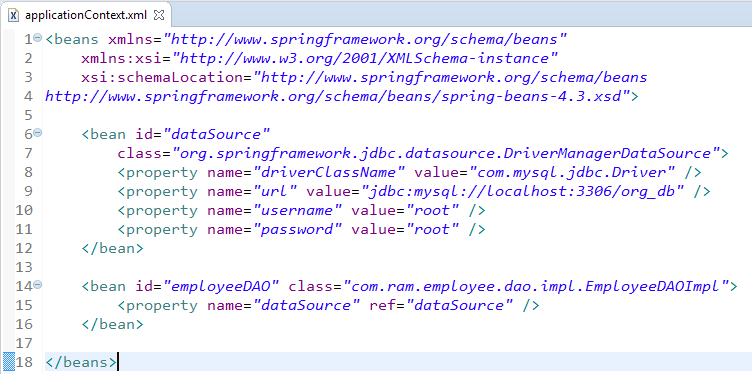 applicationContext.xml
1 <beans xmlns="http://www.springframework.org/schema/beans"
2     xmlns:xsi="http://www.w3.org/2001/XMLSchema-instance"
3     xsi:schemaLocation="http://www.springframework.org/schema/beans
4 http://www.springframework.org/schema/beans/spring-beans-4.3.xsd">
5
6     <bean id="dataSource"
7         class="org.springframework.jdbc.datasource.DriverManagerDataSource">
8         <property name="driverClassName" value="com.mysql.jdbc.Driver" />
9         <property name="url" value="jdbc:mysql://localhost:3306/org_db" />
10         <property name="username" value="root" />
11         <property name="password" value="root" />
12     </bean>
13
14     <bean id="employeeDAO" class="com.ram.employee.dao.impl.EmployeeDAOImpl">
15         <property name="dataSource" ref="dataSource" />
16     </bean>
17
18 </beans>